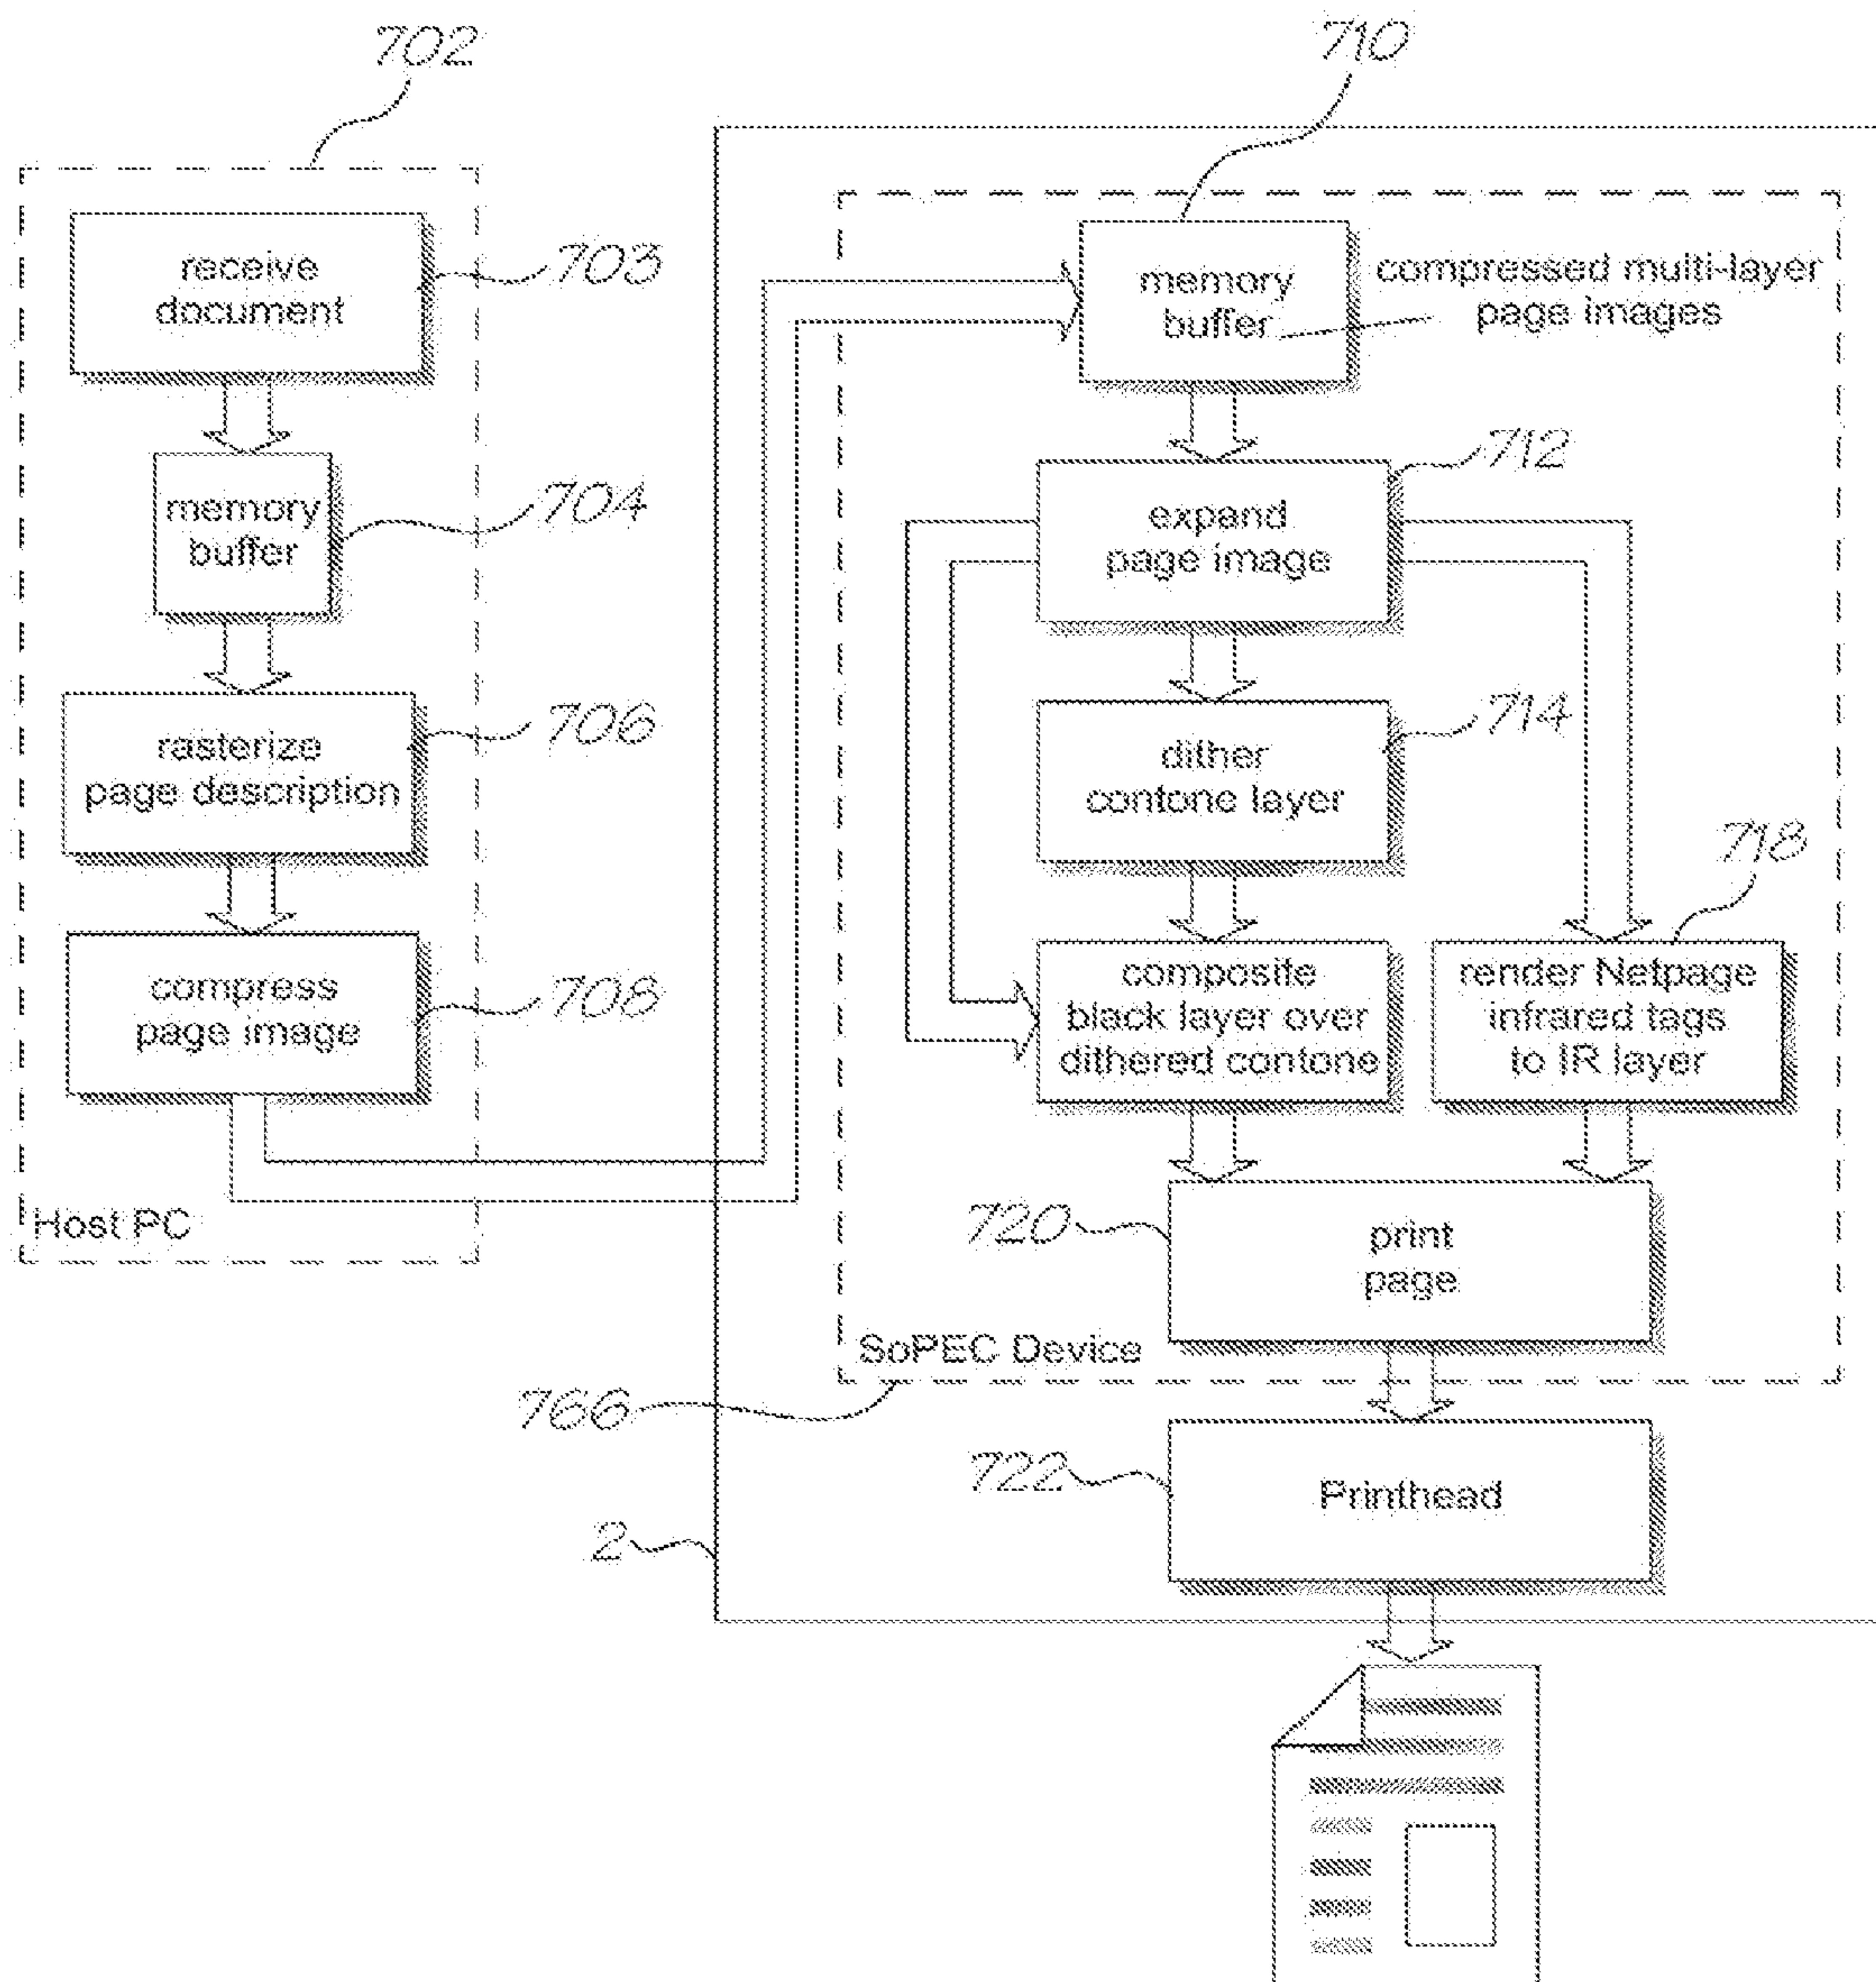 702
710
receive
document
703
memory
buffer
compressed multi-layer
page images
memory
buffer
704
expand
page image
712
rasterize
page description
706
dither
contone layer
714
718
compress
page image
708
composite
black layer over
dithered contone
render Netpage
infrared tags
to IR layer
Host PC
720
print
page
SoPEC Device
766
722
Printhead
2